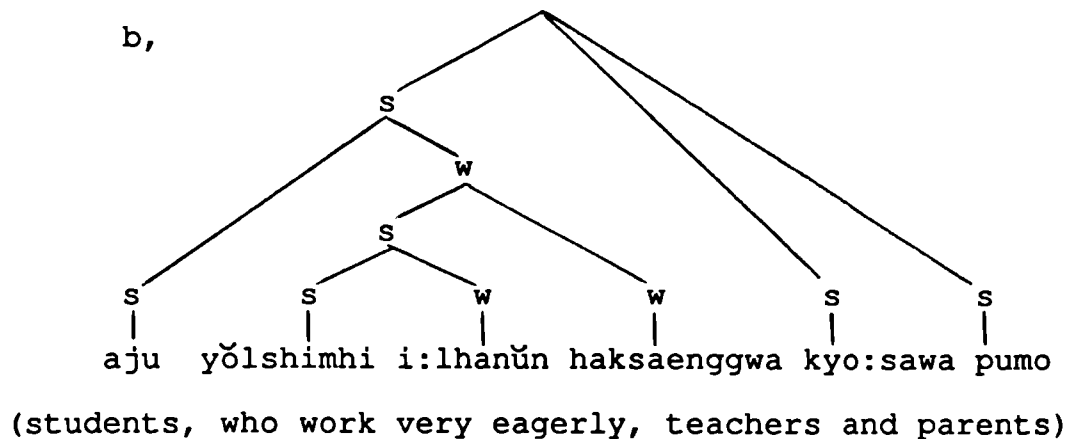 b,
s
w
s
s s w w s s
aju yŏlshimhi i:lhanŭn haksaenggwa kyo:sawa pumo
(students, who work very eagerly, teachers and parents)